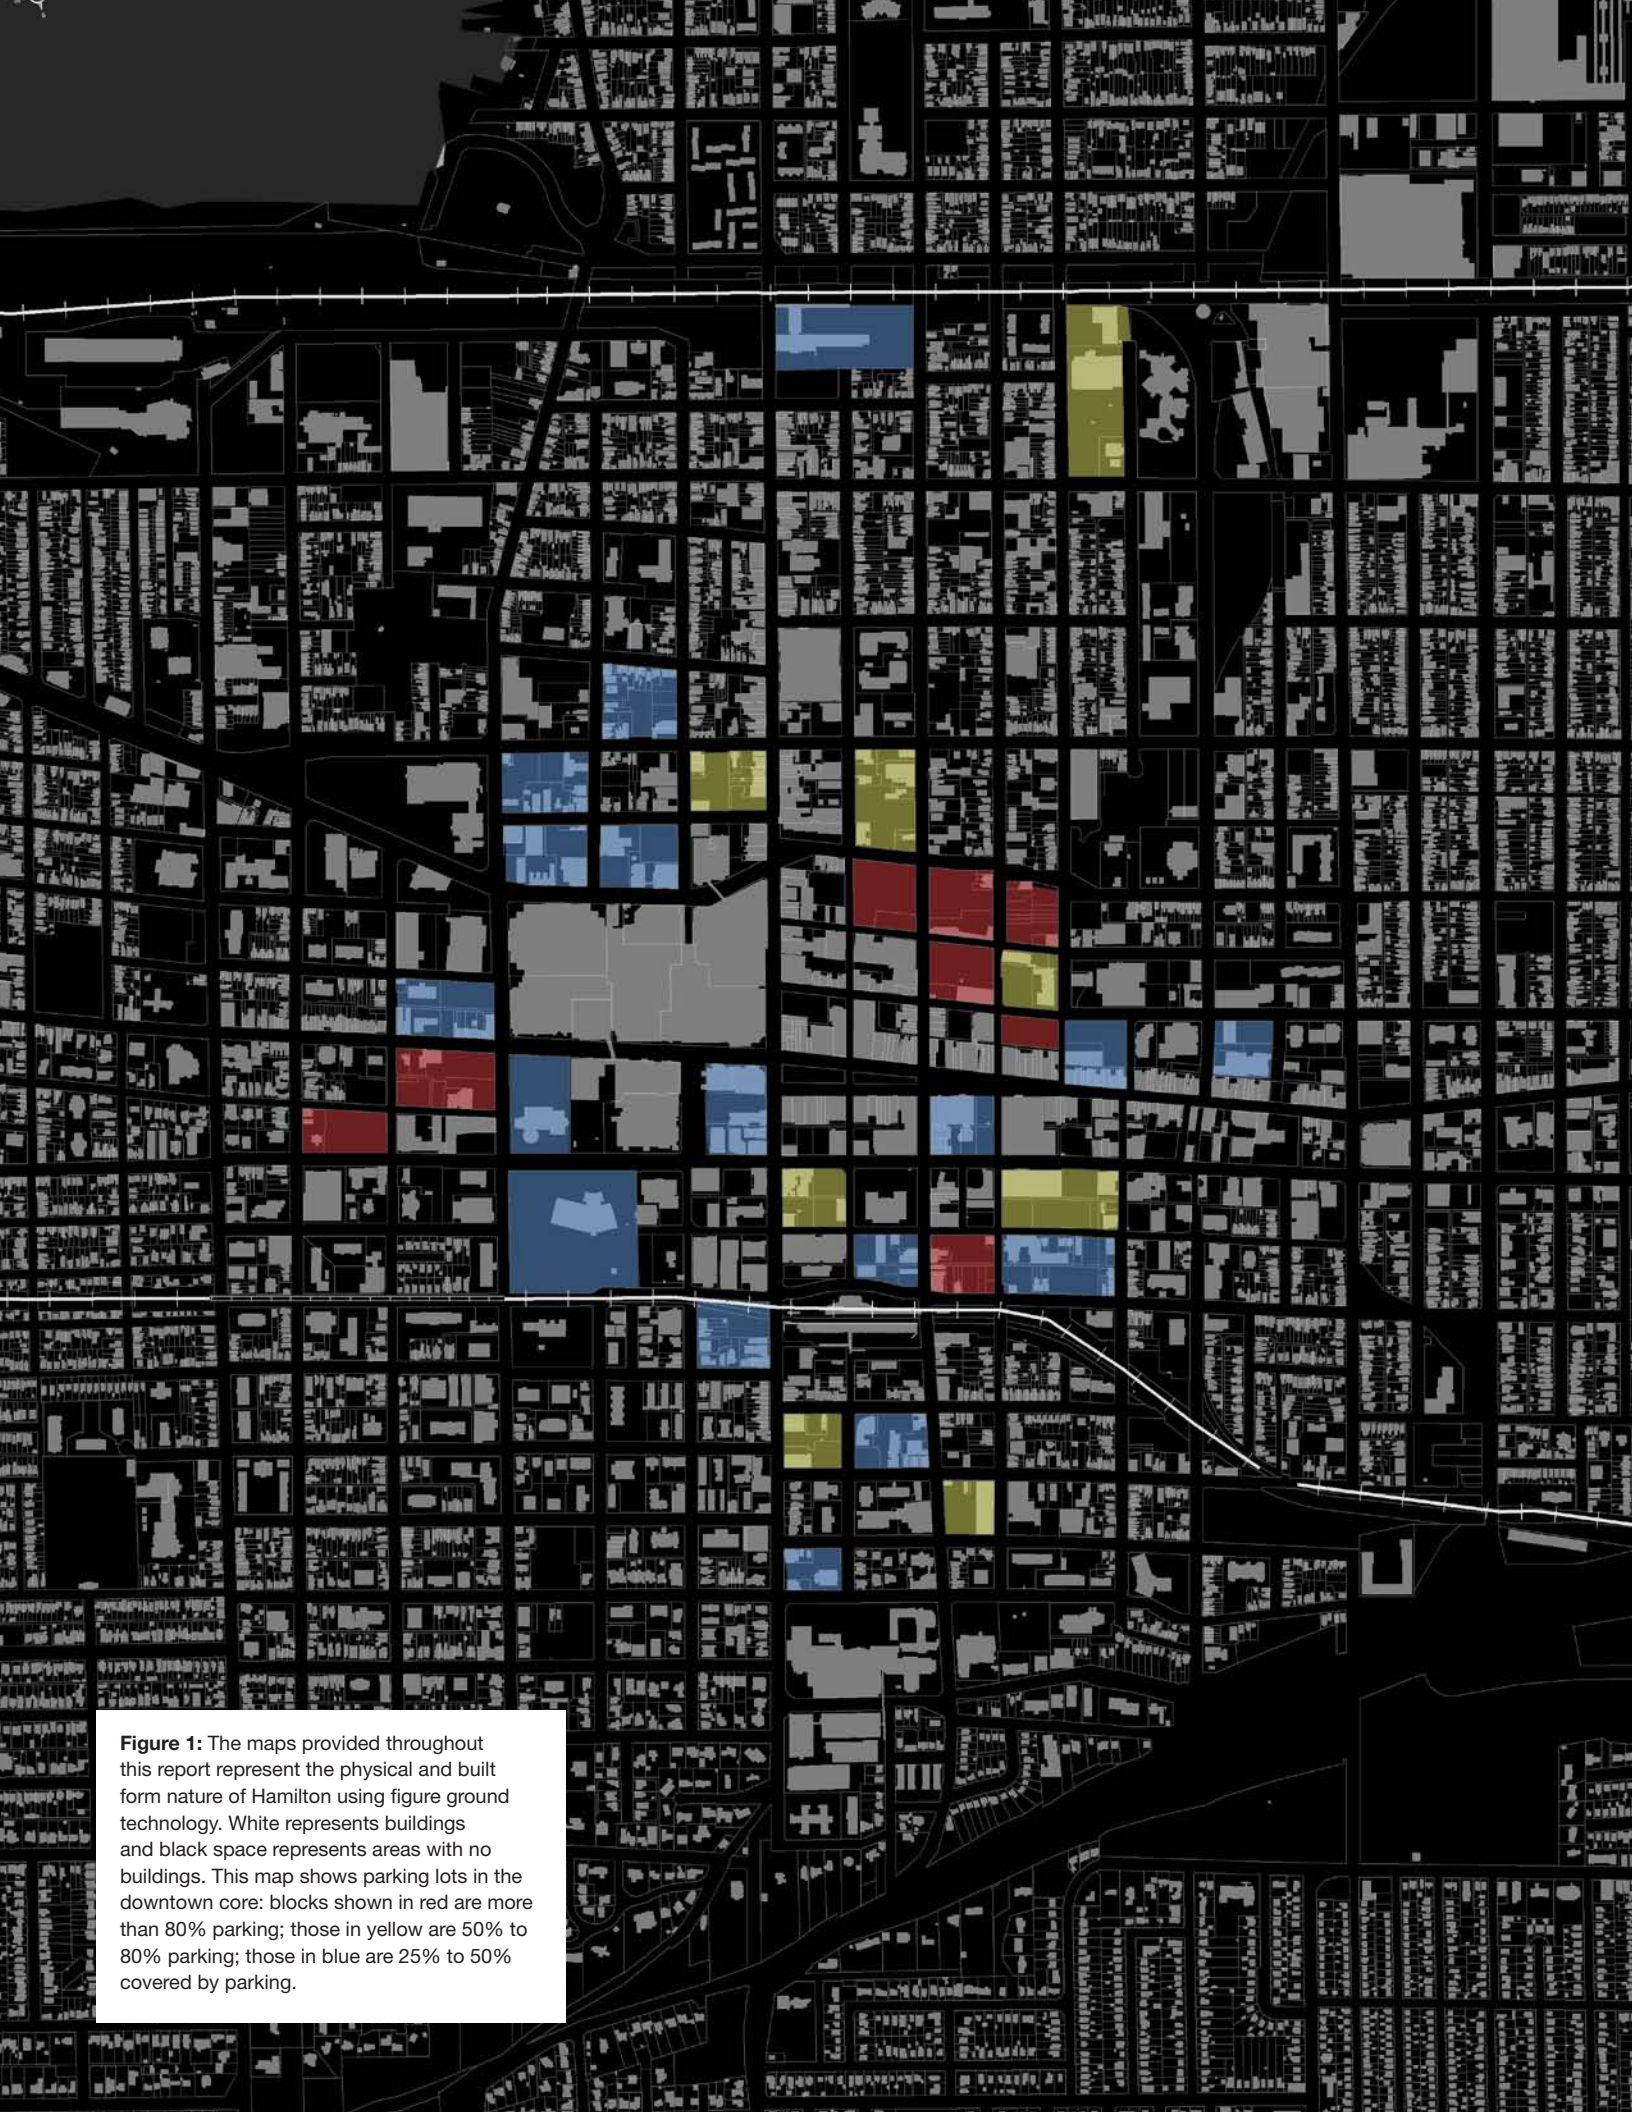 Figure 1: The maps provided throughout
this report represent the physical and built
form nature of Hamilton using figure ground
technology. White represents buildings
and black space represents areas with no
buildings. This map shows parking lots in the
downtown core: blocks shown in red are more
than 80% parking; those in yellow are 50% to
80% parking; those in blue are 25% to 50%
covered by parking.